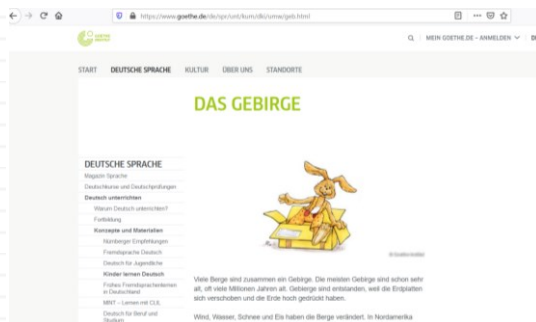 https://www.goethe.de/de/spr/unt/kum/dki/umw/geb.html
GOETHE
INSTITUT
MEIN GOETHE.DE – ANMELDEN
START DEUTSCHE SPRACHE KULTUR ÜBER UNS STANDORTE
DAS GEBIRGE
DEUTSCHE SPRACHE
Magazin Sprache
Deutschkurse und Deutschprüfungen
Deutsch unterrichten
Warum Deutsch unterrichten?
Fortbildung
Konzepte und Materialien
Nürnberger Empfehlungen
Fremdsprache Deutsch
Deutsch für Jugendliche
Kinder lernen Deutsch
Frühes Fremdsprachenlernen
in Deutschland
MINT – Lernen mit CLIL
Deutsch für Beruf und
Studium
Viele Berge sind zusammen ein Gebirge. Die meisten Gebirge sind schon sehr
alt, oft viele Millionen Jahren alt. Gebierge sind entstanden, weil die Erdplatten
sich verschoben und die Erde hoch gedrückt haben.
Wind, Wasser, Schnee und Eis haben die Berge verändert. In Nordamerika